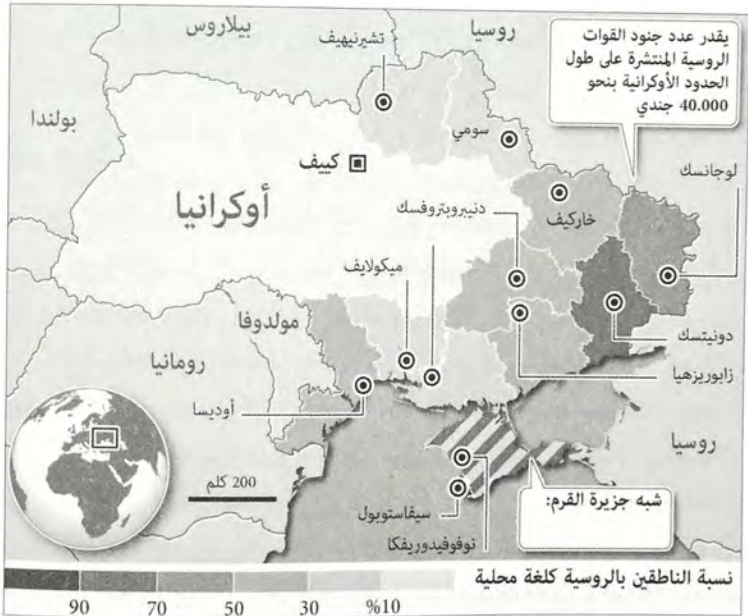 يقدر عدد جنود القوات
الروسية المنتشرة على طول
الحدود الأوكرانية بنحو
40.000 جندي
روسيا
بيلاروس
تشيرنيهيف
بولندا
سومي
كييف
لوجانسك
أوكرانيا
خاركيف
دنيبروبتروفسك
ميكولايف
مولدوفا
دونيتسك
رومانيا
زابوريزهيا
أوديسا
روسيا
200 كلم
شبه جزيرة القرم:
سيفاستوبول
نوفوفيدوريفكا
نسبة الناطقين بالروسية كلغة محلية
%10 30 50 70 90